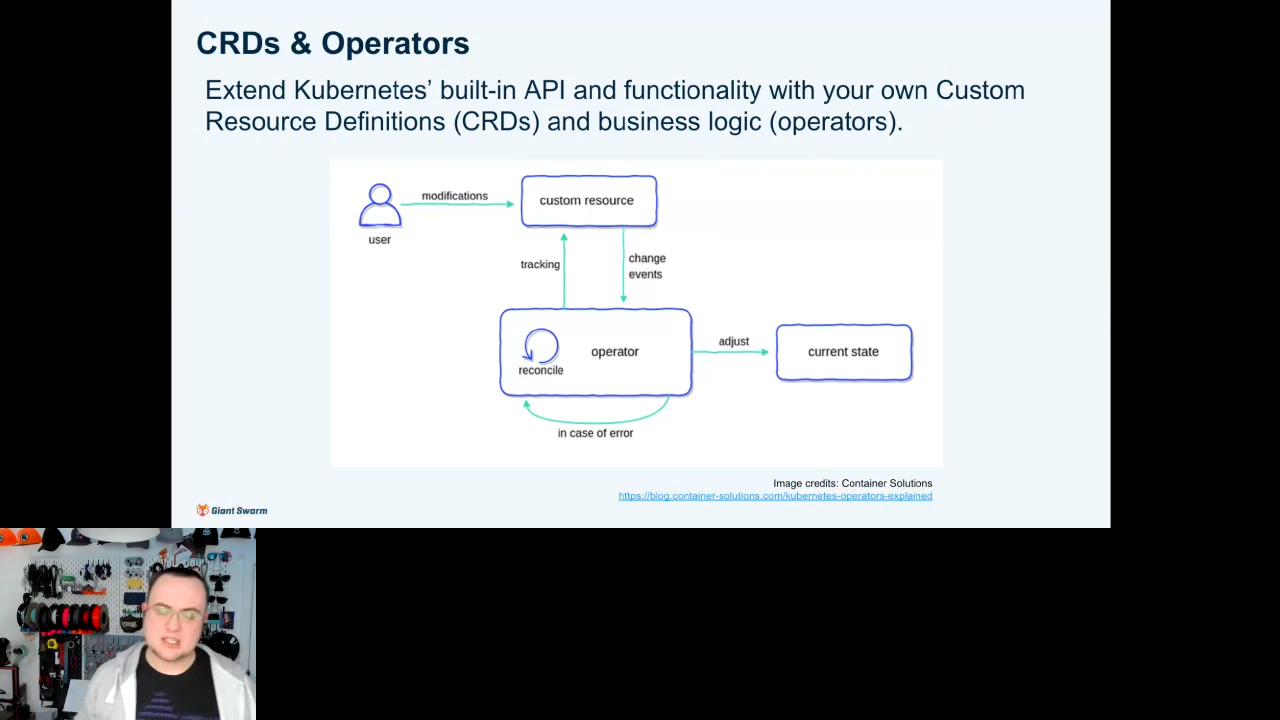 CRDs & Operators
Extend Kubernetes’ built-in API and functionality with your own Custom
Resource Definitions (CRDs) and business logic (operators).
modifications
custom resource
user
tracking
change
events
reconcile
operator
adjust
current state
in case of error
Image credits: Container Solutions
https://blog.container-solutions.com/kubernetes-operators-explained
Giant Swarm